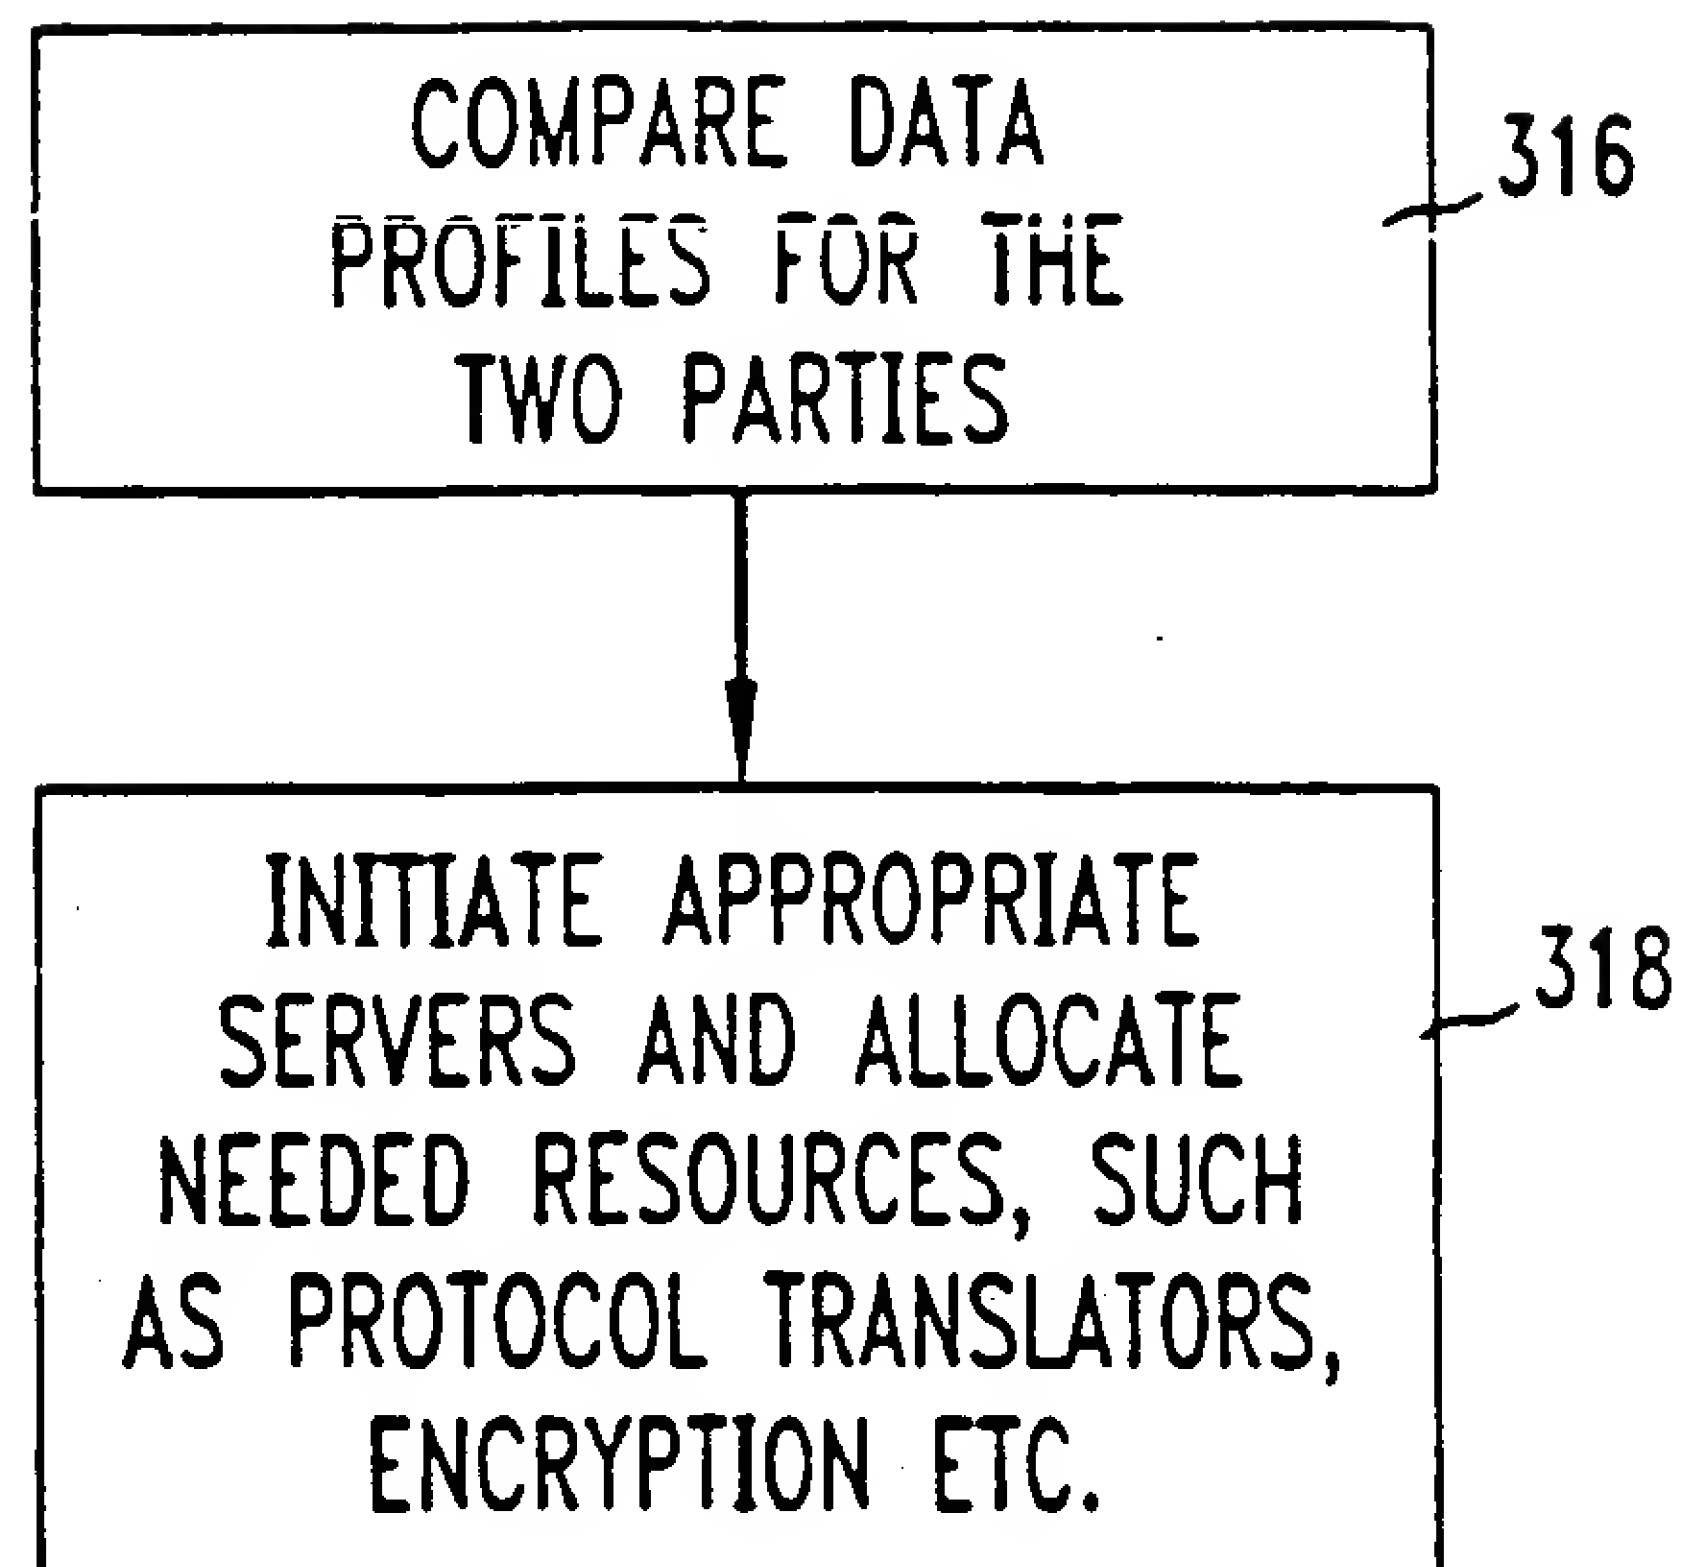 COMPARE DATA
PROFILES FOR THE
TWO PARTIES
316
INITIATE APPROPRIATE
SERVERS AND ALLOCATE
NEEDED RESOURCES, SUCH
AS PROTOCOL TRANSLATORS,
ENCRYPTION ETC.
318